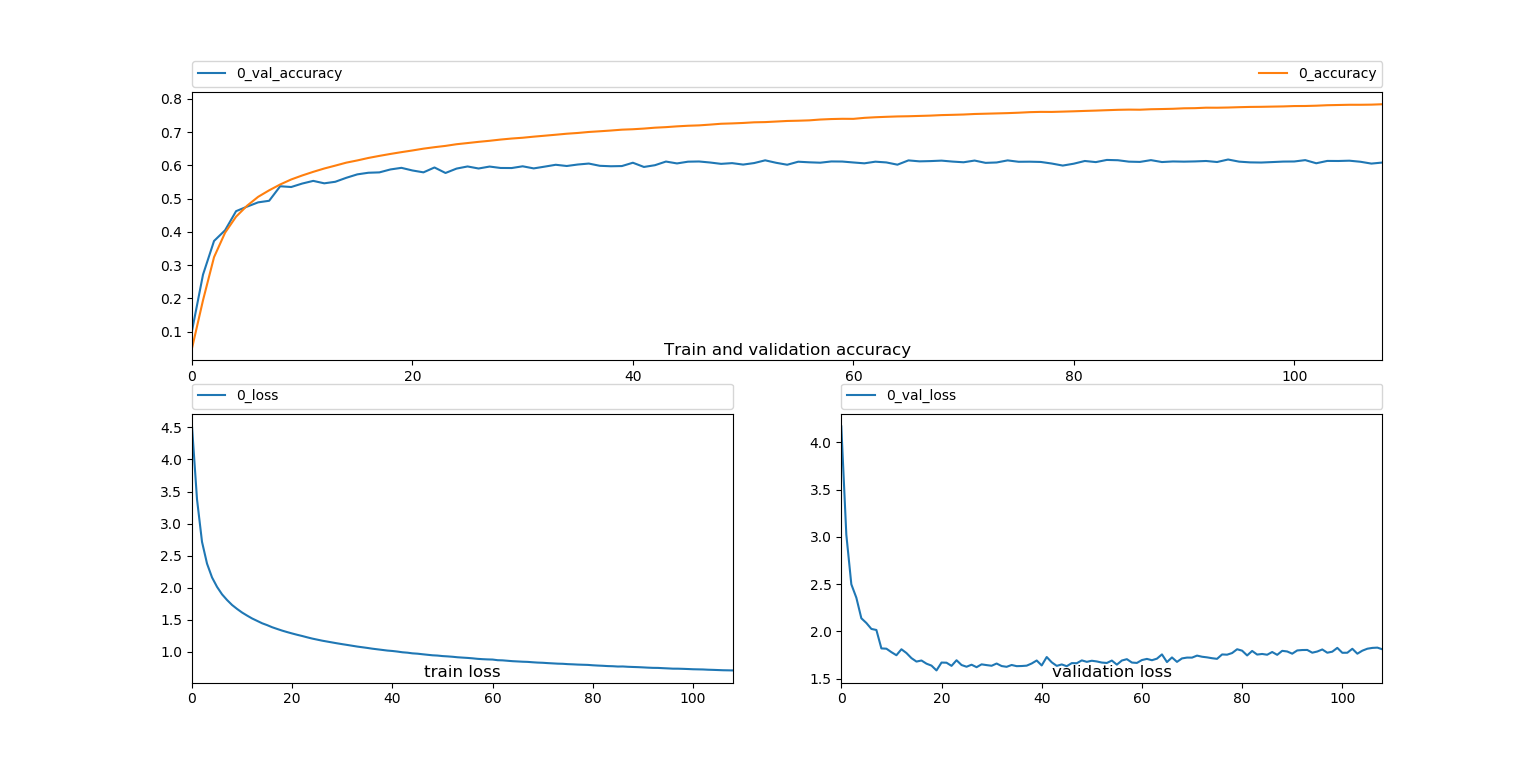 0_val_accuracy 0_accuracy
0.8
0.7
0.6
0.5
0.4
0.3
0.2
0.1
Train and validation accuracy
0 20 40 60 80 100
0_loss
4.5
4.0
3.5
3.0
2.5
2.0
1.5
1.0
train loss
0 20 40 60 80 100
0_val_loss
4.0
3.5
3.0
2.5
2.0
1.5
validation loss
0 20 40 60 80 100